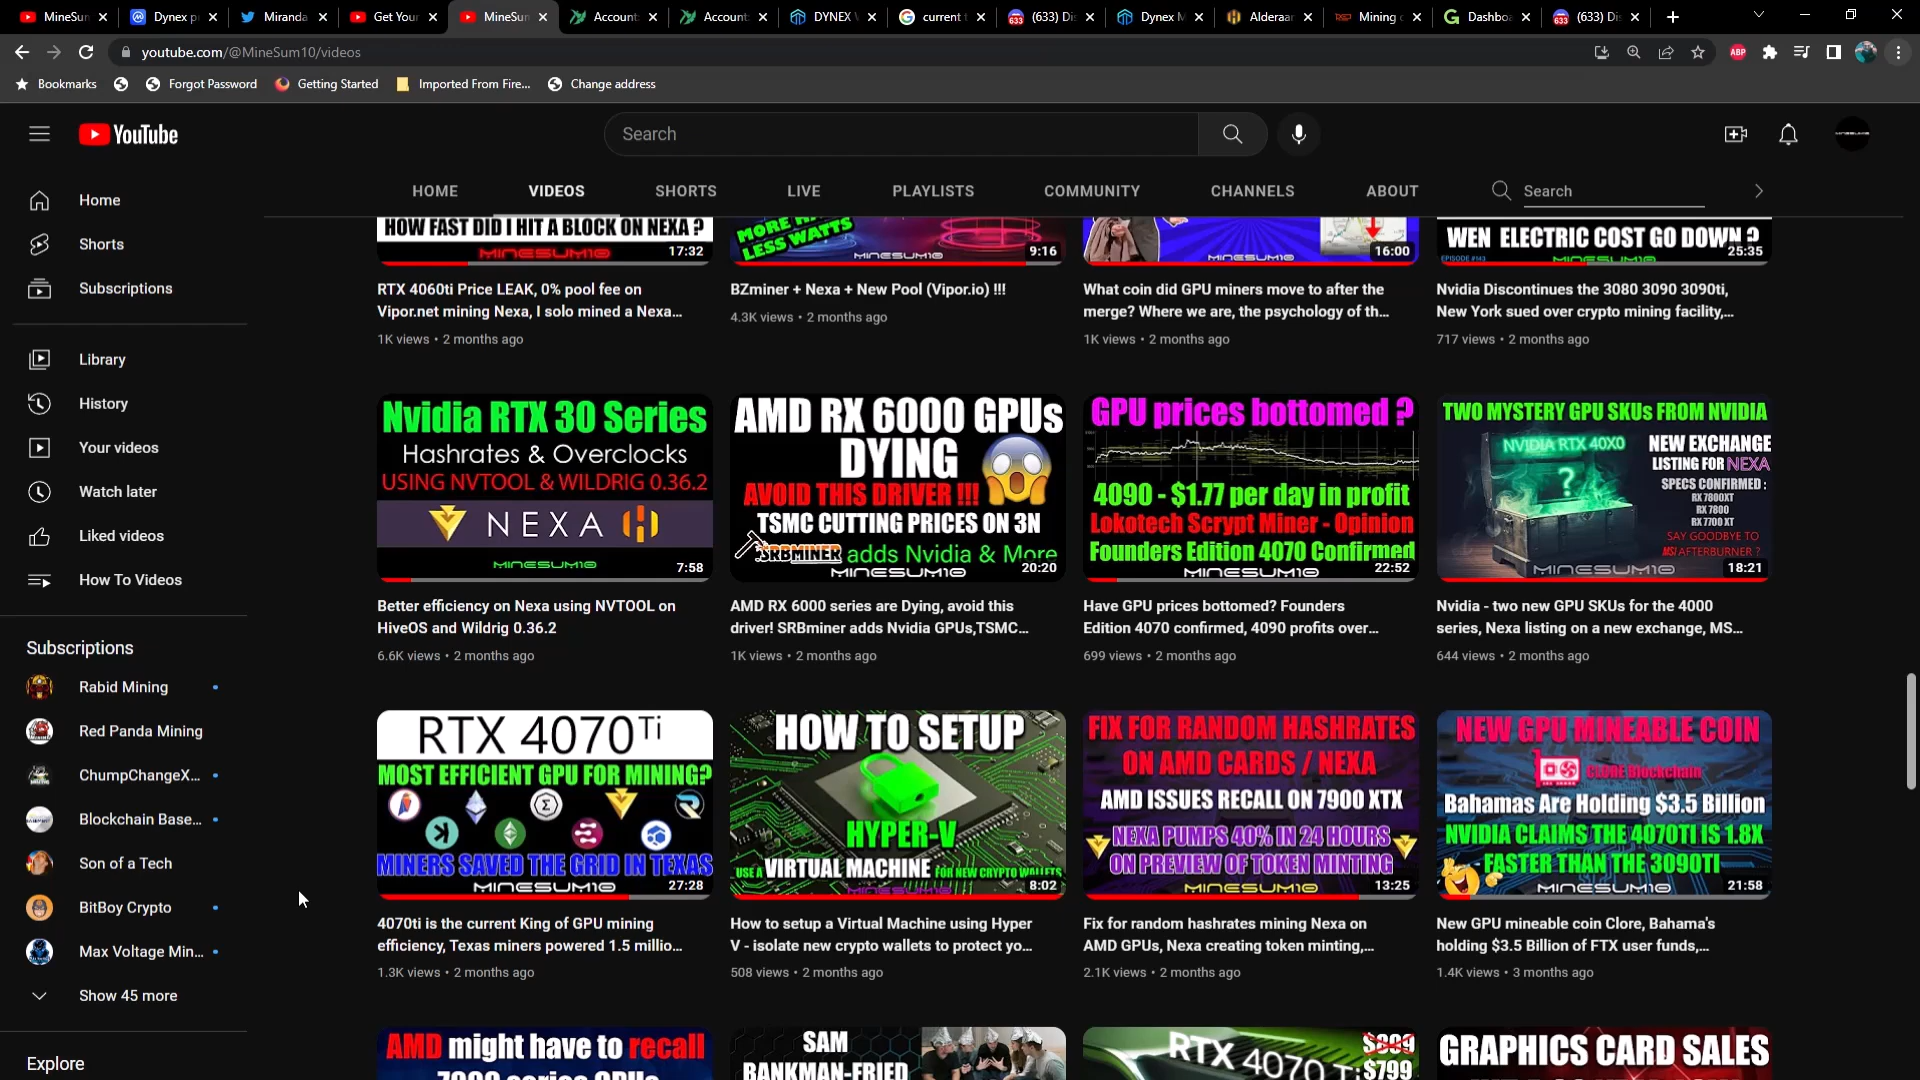 MineSum
Dynex p
Miranda
Get Your
MineSum
Account
Account
DYNEX
current t
(633) Di
Dynex M
Alderaan
Mining c
Dashbo
(633) Di
youtube.com/@MineSum10/videos
ABP
Bookmarks
Forgot Password
Getting Started
Imported From Fire...
Change address
YouTube
Search
HOME
VIDEOS
SHORTS
LIVE
PLAYLISTS
COMMUNITY
CHANNELS
ABOUT
Search
Home
Shorts
Subscriptions
Library
History
Your videos
Watch later
Liked videos
How To Videos
Subscriptions
Rabid Mining
Red Panda Mining
ChumpChangeX...
Blockchain Base...
Son of a Tech
BitBoy Crypto
Max Voltage Min...
Show 45 more
Explore
HOW FAST DID I HIT A BLOCK ON NEXA ?
MINESUM10
17:32
RTX 4060ti Price LEAK, 0% pool fee on
Vipor.net mining Nexa, I solo mined a Nexa...
1K views • 2 months ago
LESS WATTS
MINESUM10
9:16
BZminer + Nexa + New Pool (Vipor.io) !!!
4.3K views • 2 months ago
MINESUM10
16:00
What coin did GPU miners move to after the
merge? Where we are, the psychology of th...
1K views • 2 months ago
WEN ELECTRIC COST GO DOWN ?
EPISODE #143
MINESUM10
25:35
Nvidia Discontinues the 3080 3090 3090ti,
New York sued over crypto mining facility,...
717 views • 2 months ago
Nvidia RTX 30 Series
Hashrates & Overclocks
USING NVTOOL & WILDRIG 0.36.2
NEXA
MINESUM10
7:58
Better efficiency on Nexa using NVTOOL on
HiveOS and Wildrig 0.36.2
6.6K views • 2 months ago
AMD RX 6000 GPUs
DYING
AVOID THIS DRIVER !!!
TSMC CUTTING PRICES ON 3N
SRBMINER adds Nvidia & More
MINESUM10
20:20
AMD RX 6000 series are Dying, avoid this
driver! SRBminer adds Nvidia GPUs,TSMC...
1K views • 2 months ago
GPU prices bottomed ?
4090 - $1.77 per day in profit
Lokotech Scrypt Miner - Opinion
Founders Edition 4070 Confirmed
MINESUM10
22:52
Have GPU prices bottomed? Founders
Edition 4070 confirmed, 4090 profits over...
699 views • 2 months ago
TWO MYSTERY GPU SKUs FROM NVIDIA
NVIDIA RTX 40X0
?
NEW EXCHANGE
LISTING FOR NEXA
SPECS CONFIRMED :
RX 7800XT
RX 7800
RX 7700 XT
SAY GOODBYE TO
MSI AFTERBURNER ?
MINESUM10
18:21
Nvidia - two new GPU SKUs for the 4000
series, Nexa listing on a new exchange, MS...
644 views • 2 months ago
RTX 4070Ti
MOST EFFICIENT GPU FOR MINING?
MINERS SAVED THE GRID IN TEXAS
MINESUM10
27:28
4070ti is the current King of GPU mining
efficiency, Texas miners powered 1.5 millio...
1.3K views • 2 months ago
HOW TO SETUP
HYPER-V
USE A VIRTUAL MACHINE FOR NEW CRYPTO WALLETS
MINESUM10
8:02
How to setup a Virtual Machine using Hyper
V - isolate new crypto wallets to protect yo...
508 views • 2 months ago
FIX FOR RANDOM HASHRATES
ON AMD CARDS / NEXA
AMD ISSUES RECALL ON 7900 XTX
NEXA PUMPS 40% IN 24 HOURS
ON PREVIEW OF TOKEN MINTING
MINESUM10
13:25
Fix for random hashrates mining Nexa on
AMD GPUs, Nexa creating token minting,...
2.1K views • 2 months ago
NEW GPU MINEABLE COIN
CLORE Blockchain
Bahamas Are Holding $3.5 Billion
NVIDIA CLAIMS THE 4070TI IS 1.8X
FASTER THAN THE 3090TI
MINESUM10
21:58
New GPU mineable coin Clore, Bahama's
holding $3.5 Billion of FTX user funds,...
1.4K views • 3 months ago
AMD might have to recall
SAM
BANKMAN-FRIED
RTX 4070 Ti
$899
$799
GRAPHICS CARD SALES